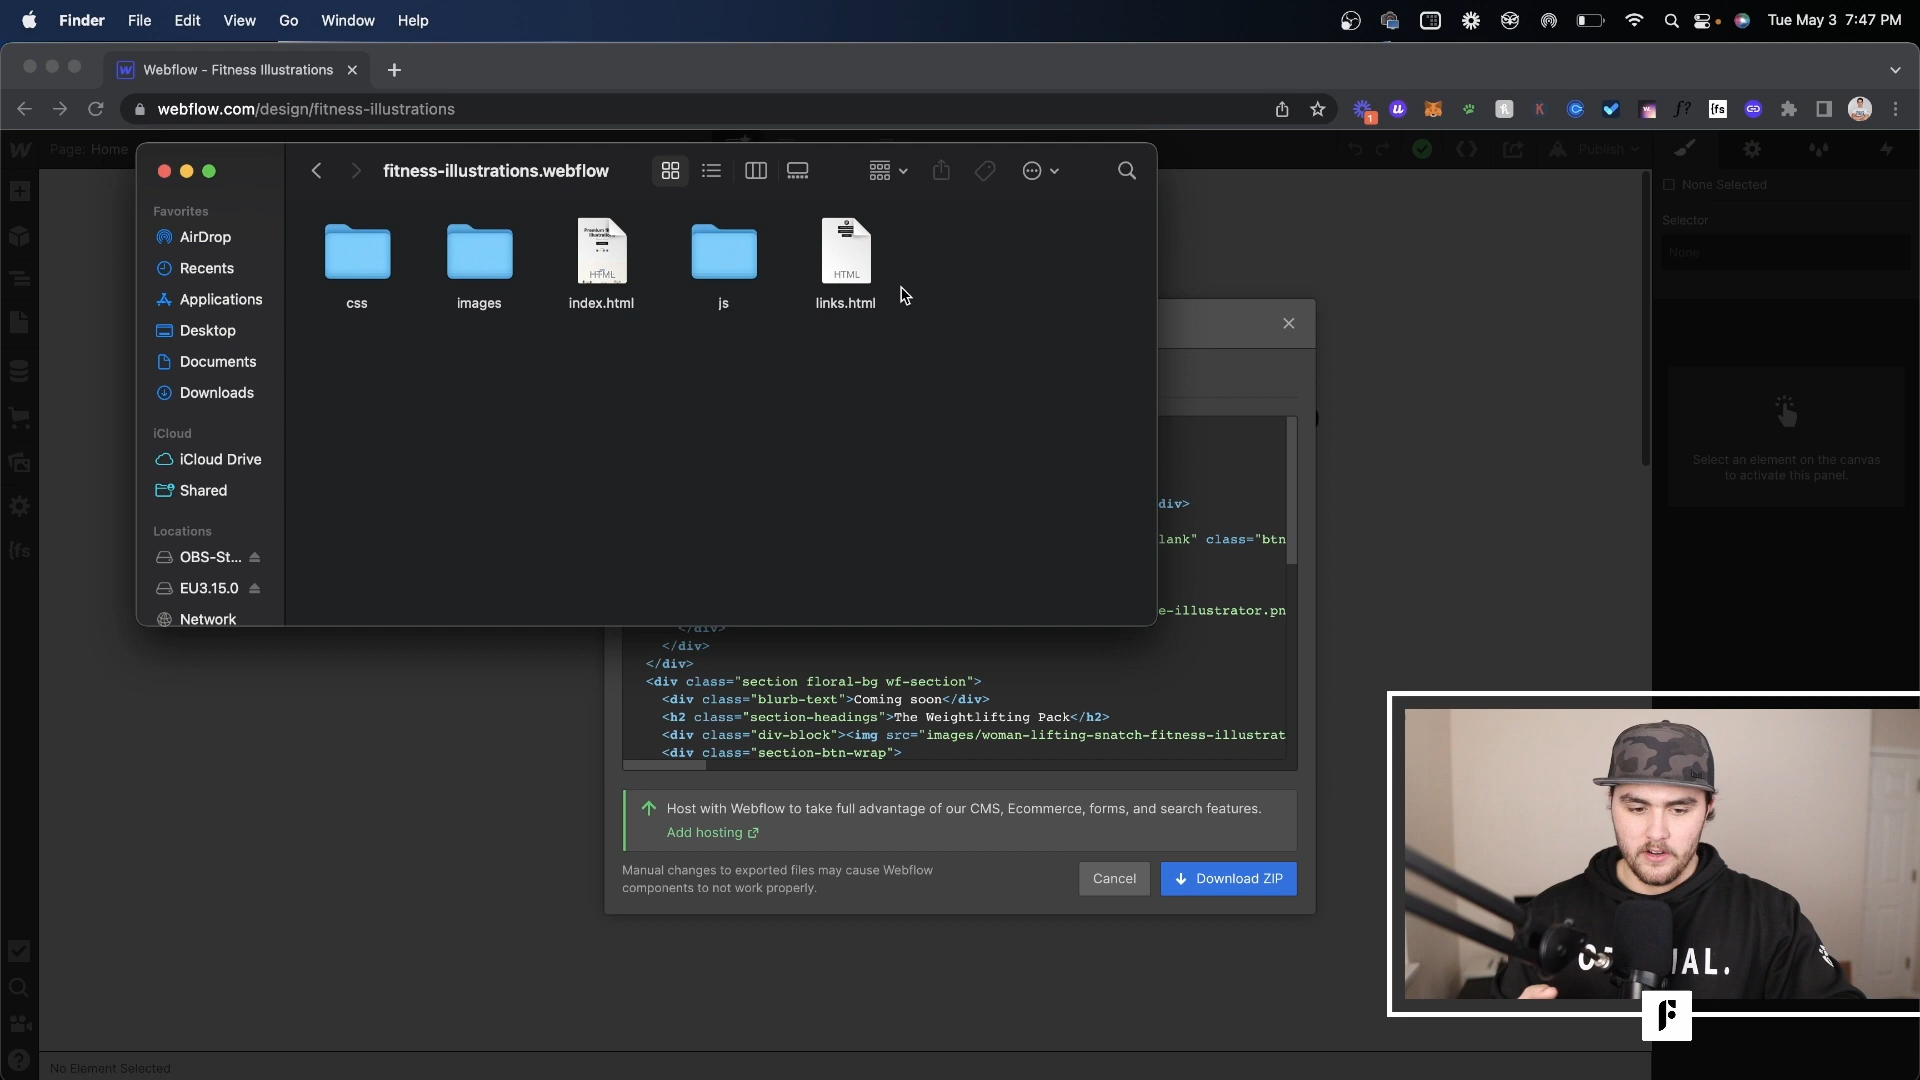 Finder File Edit View Go Window Help
Tue May 3 7:47 PM
Webflow - Fitness Illustrations
webflow.com/design/fitness-illustrations
1
Page: Home
Publish
fitness-illustrations.webflow
Favorites
AirDrop
Recents
Applications
Desktop
Documents
Downloads
iCloud
iCloud Drive
Shared
Locations
OBS-St...
EU3.15.0
Network
HTML
HTML
css
images
index.html
js
links.html
None Selected
Selector
None
Select an element on the canvas
to activate this panel.
div>
lank" class="btn
e-illustrator.pn
</div>
</div>
</div>
<div class="section floral-bg wf-section">
<div class="blurb-text">Coming soon</div>
<h2 class="section-headings">The Weightlifting Pack</h2>
<div class="div-block"><img src="images/woman-lifting-snatch-fitness-illustrat
<div class="section-btn-wrap">
Host with Webflow to take full advantage of our CMS, Ecommerce, forms, and search features.
Add hosting
Manual changes to exported files may cause Webflow
components to not work properly.
Cancel
Download ZIP
No Element Selected